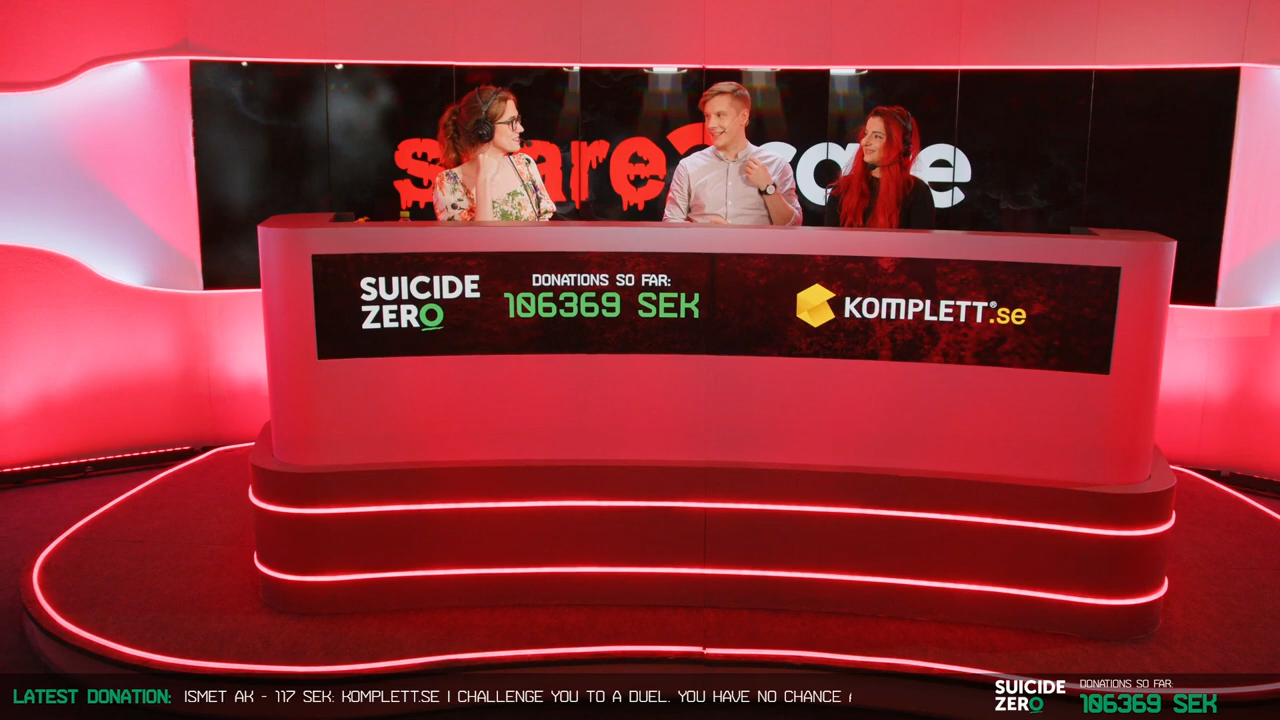 SUICIDE
ZERO
DONATIONS SO FAR:
106369 SEK
KOMPLETT®.se
LATEST DONATION: ISMET AK - 117 SEK: KOMPLETT.SE I CHALLENGE YOU TO A DUEL. YOU HAVE NO CHANCE
SUICIDE
ZERO
DONATIONS SO FAR:
106369 SEK